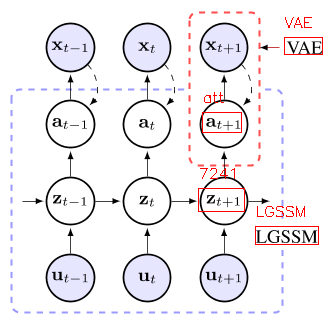 VAE
x_{t−1} x_t x_{t+1} VAE
att
a_{t−1} a_t a_{t+1}
7241
z_{t−1} z_t z_{t+1}
LGSSM
LGSSM
u_{t−1} u_t u_{t+1}